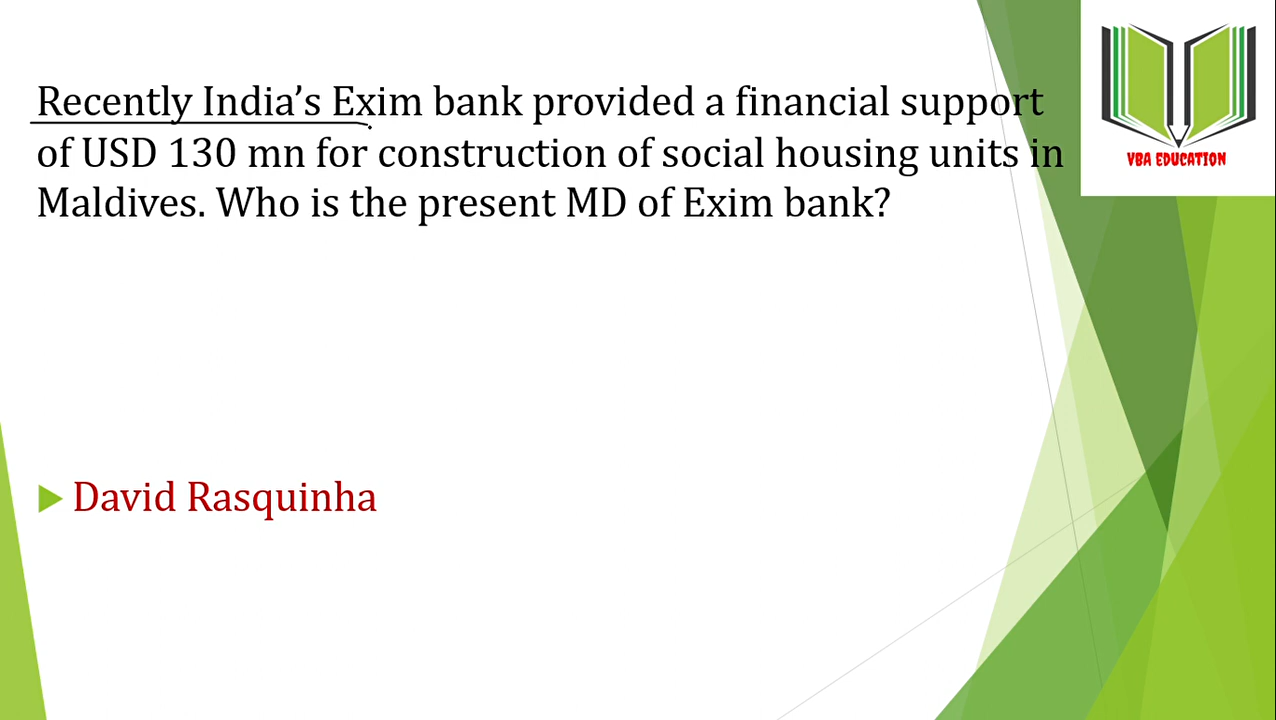 Recently India’s Exim bank provided a financial support
of USD 130 mn for construction of social housing units in
Maldives. Who is the present MD of Exim bank?
VBA EDUCATION
David Rasquinha